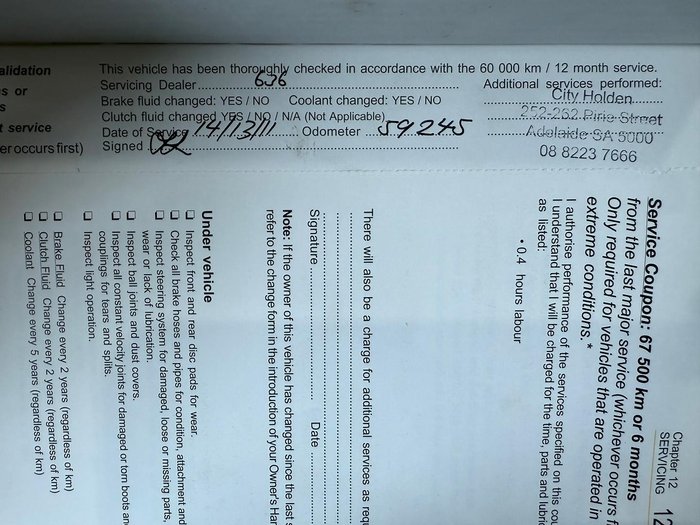 alidation
s or
s
t service
er occurs first)
This vehicle has been thoroughly checked in accordance with the 60 000 km / 12 month service.
Servicing Dealer 636
Additional services performed:
Brake fluid changed: YES / NO Coolant changed: YES / NO
Clutch fluid changed YES / NO / N/A (Not Applicable)
Date of Service 14/13/11 Odometer 59245
Signed
City Holden
252-262 Pirie Street
Adelaide SA 5000
08 8223 7666
Chapter 12
SERVICING
12
Service Coupon: 67 500 km or 6 months
from the last major service (whichever occurs f
Only required for vehicles that are operated in
extreme conditions.*
I authorise performance of the services specified on this cou
I understand that I will be charged for the time, parts and lubri
as listed:
* 0.4 hours labour
There will also be a charge for additional services as requ
Signature Date
Note: If the owner of this vehicle has changed since the last s
refer to the change form in the introduction of your Owner's Han
Under vehicle
❑ Inspect front and rear disc pads for wear.
❑ Check all brake hoses and pipes for condition, attachment and
❑ Inspect steering system for damaged, loose or missing parts,
wear or lack of lubrication.
❑ Inspect ball joints and dust covers.
❑ Inspect all constant velocity joints for damaged or torn boots an
couplings for tears and splits.
❑ Inspect light operation.
❑ Brake Fluid Change every 2 years (regardless of km)
❑ Clutch Fluid Change every 2 years (regardless of km)
❑ Coolant Change every 5 years (regardless of km)